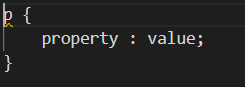 p {
    property : value;
}